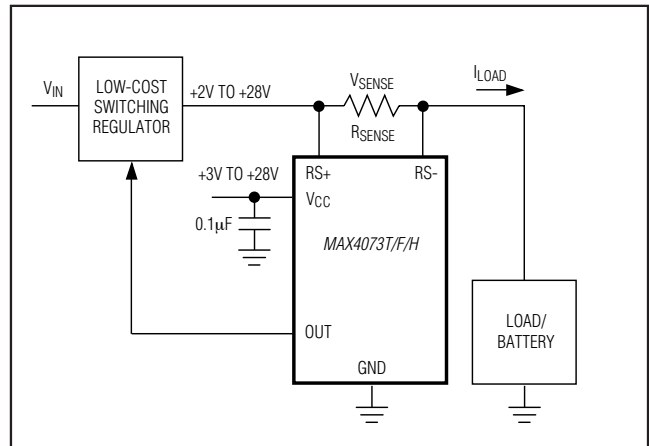 V_IN
LOW-COST
SWITCHING
REGULATOR
+2V TO +28V
V_SENSE
R_SENSE
I_LOAD
+3V TO +28V
RS+
RS-
V_CC
0.1µF
MAX4073T/F/H
OUT
GND
LOAD/
BATTERY